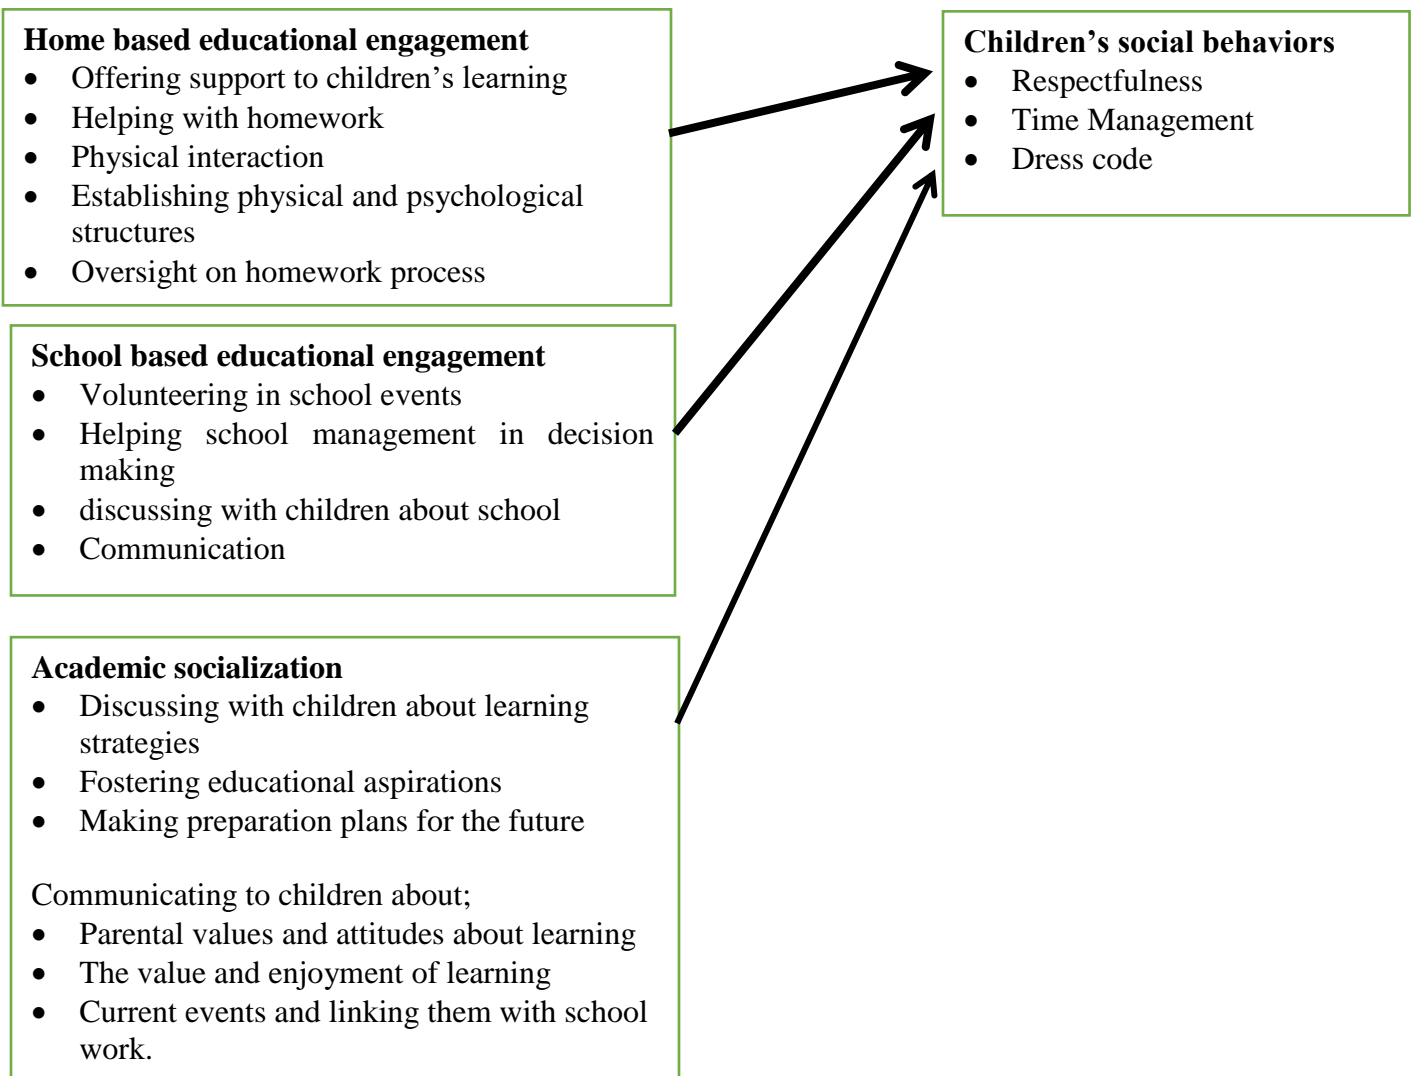 Home based educational engagement
• Offering support to children’s learning
• Helping with homework
• Physical interaction
• Establishing physical and psychological
structures
• Oversight on homework process
School based educational engagement
• Volunteering in school events
• Helping school management in decision
making
• discussing with children about school
• Communication
Academic socialization
• Discussing with children about learning
strategies
• Fostering educational aspirations
• Making preparation plans for the future
Communicating to children about;
• Parental values and attitudes about learning
• The value and enjoyment of learning
• Current events and linking them with school
work.
Children’s social behaviors
• Respectfulness
• Time Management
• Dress code